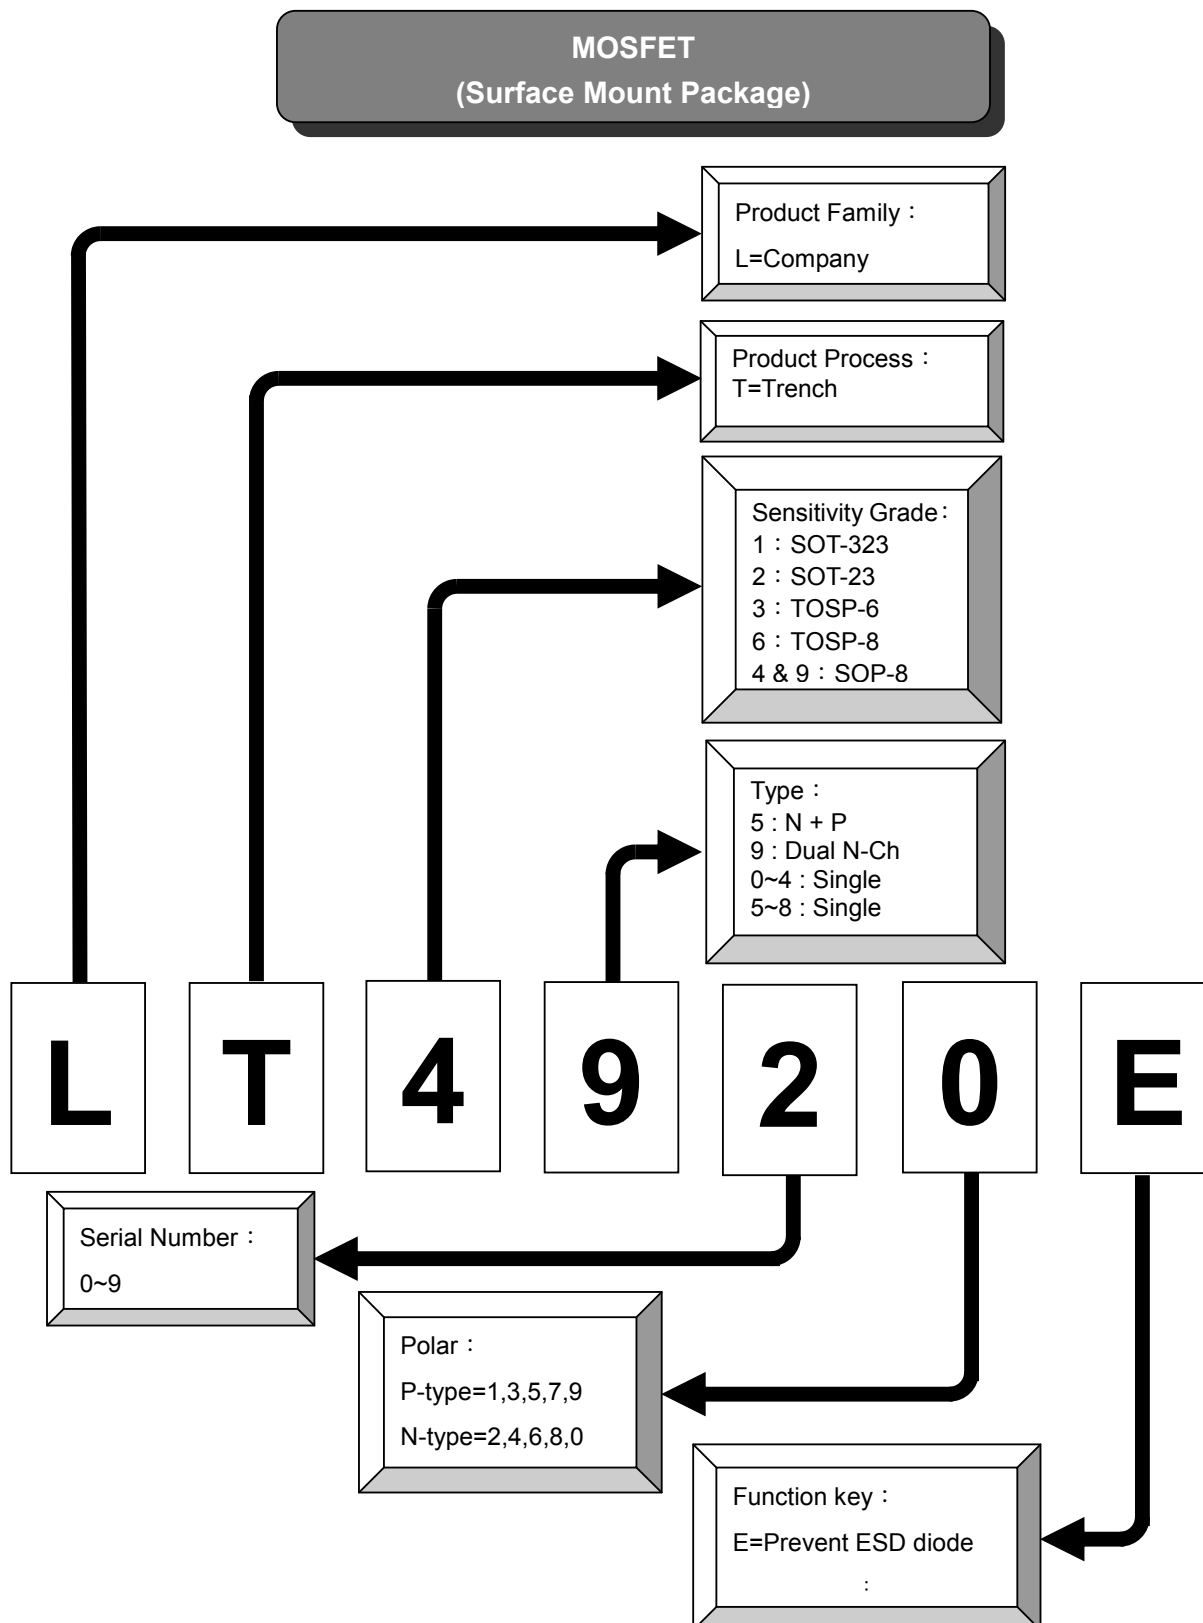 MOSFET
(Surface Mount Package)
Product Family：
L=Company
Product Process：
T=Trench
Sensitivity Grade：
1：SOT-323
2：SOT-23
3：TOSP-6
6：TOSP-8
4 & 9：SOP-8
Type：
5 : N + P
9 : Dual N-Ch
0~4 : Single
5~8 : Single
L T 4 9 2 0 E
Serial Number：
0~9
Polar：
P-type=1,3,5,7,9
N-type=2,4,6,8,0
Function key：
E=Prevent ESD diode
：